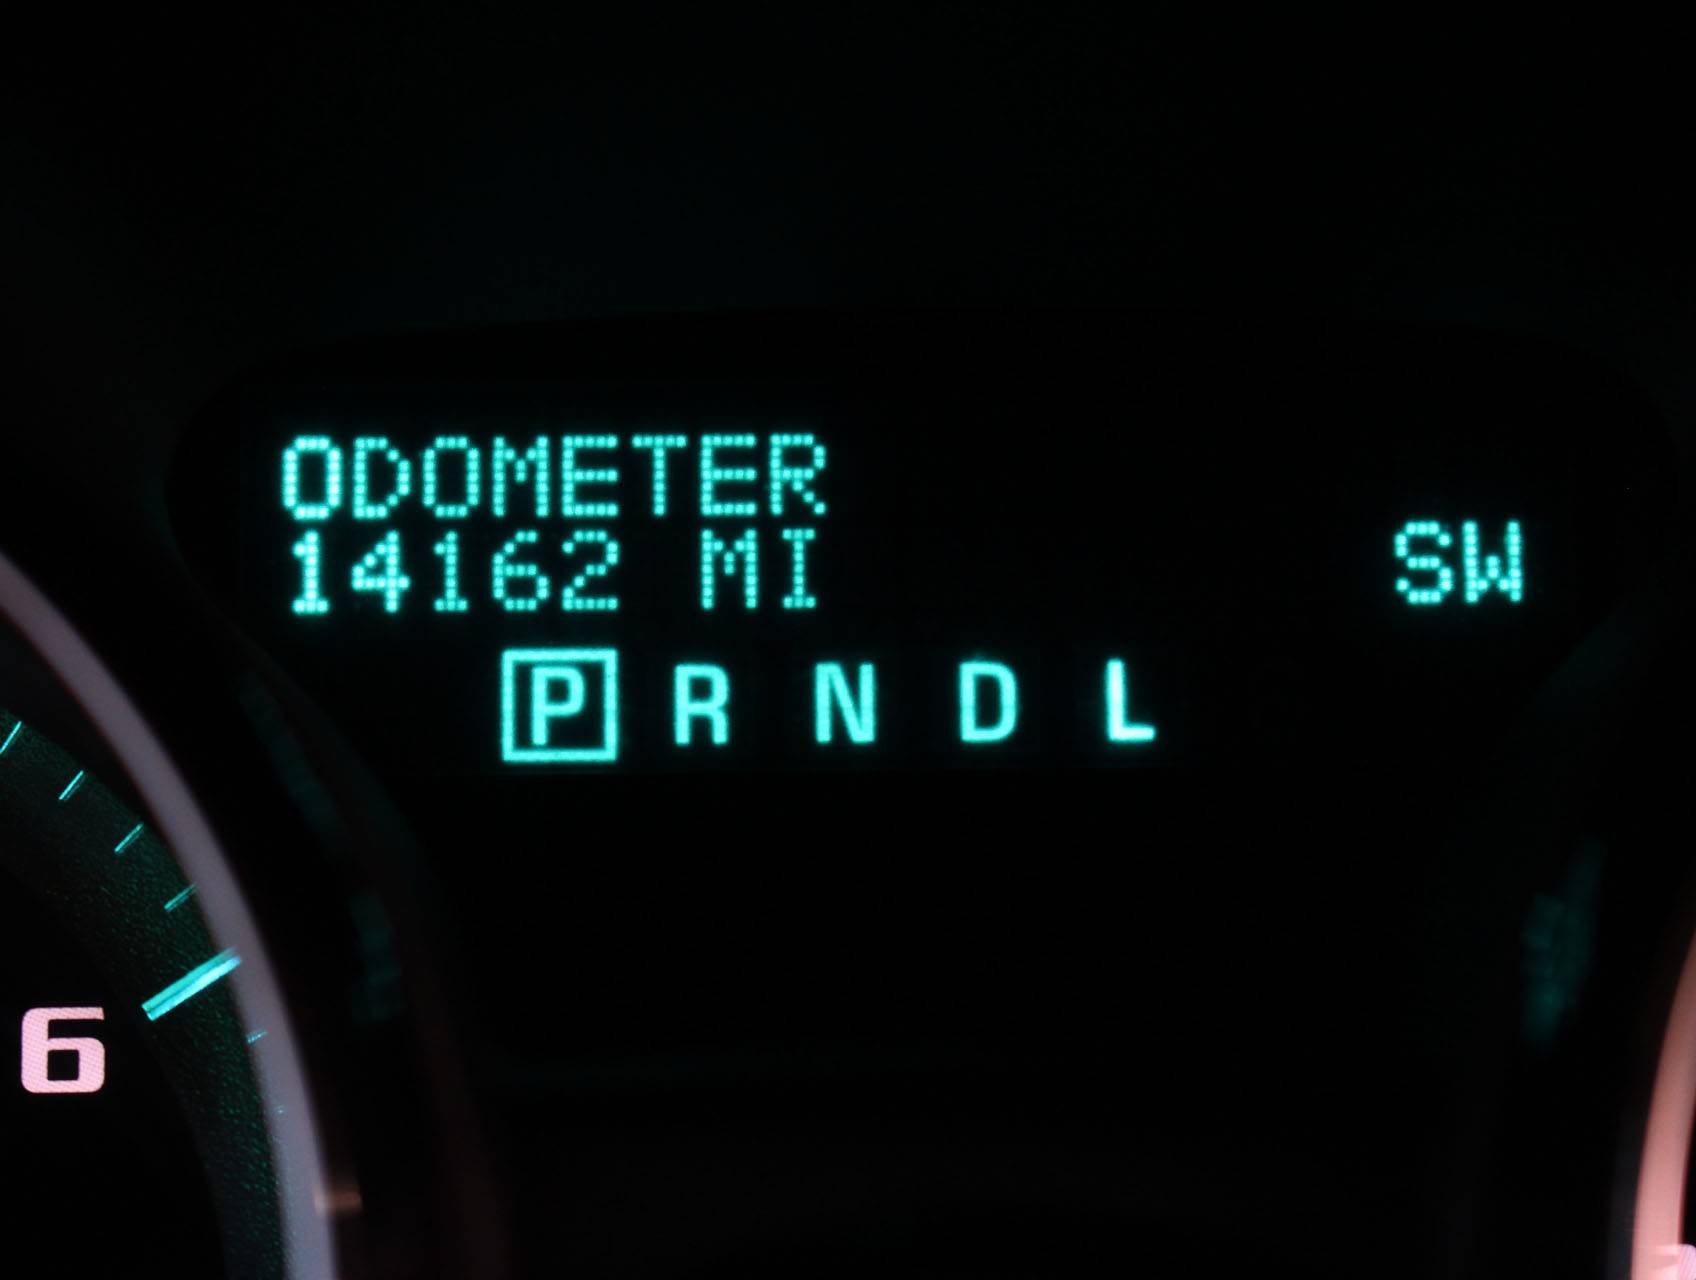 ODOMETER
14162 MI SW
P R N D L
6